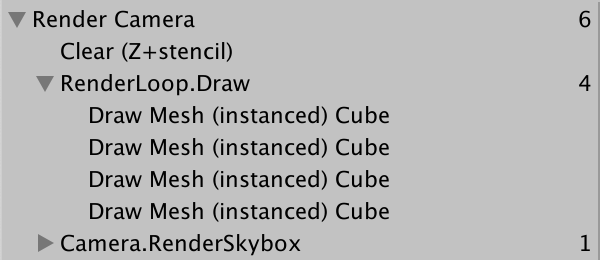 Render Camera 6
Clear (Z+stencil)
RenderLoop.Draw 4
Draw Mesh (instanced) Cube
Draw Mesh (instanced) Cube
Draw Mesh (instanced) Cube
Draw Mesh (instanced) Cube
Camera.RenderSkybox 1